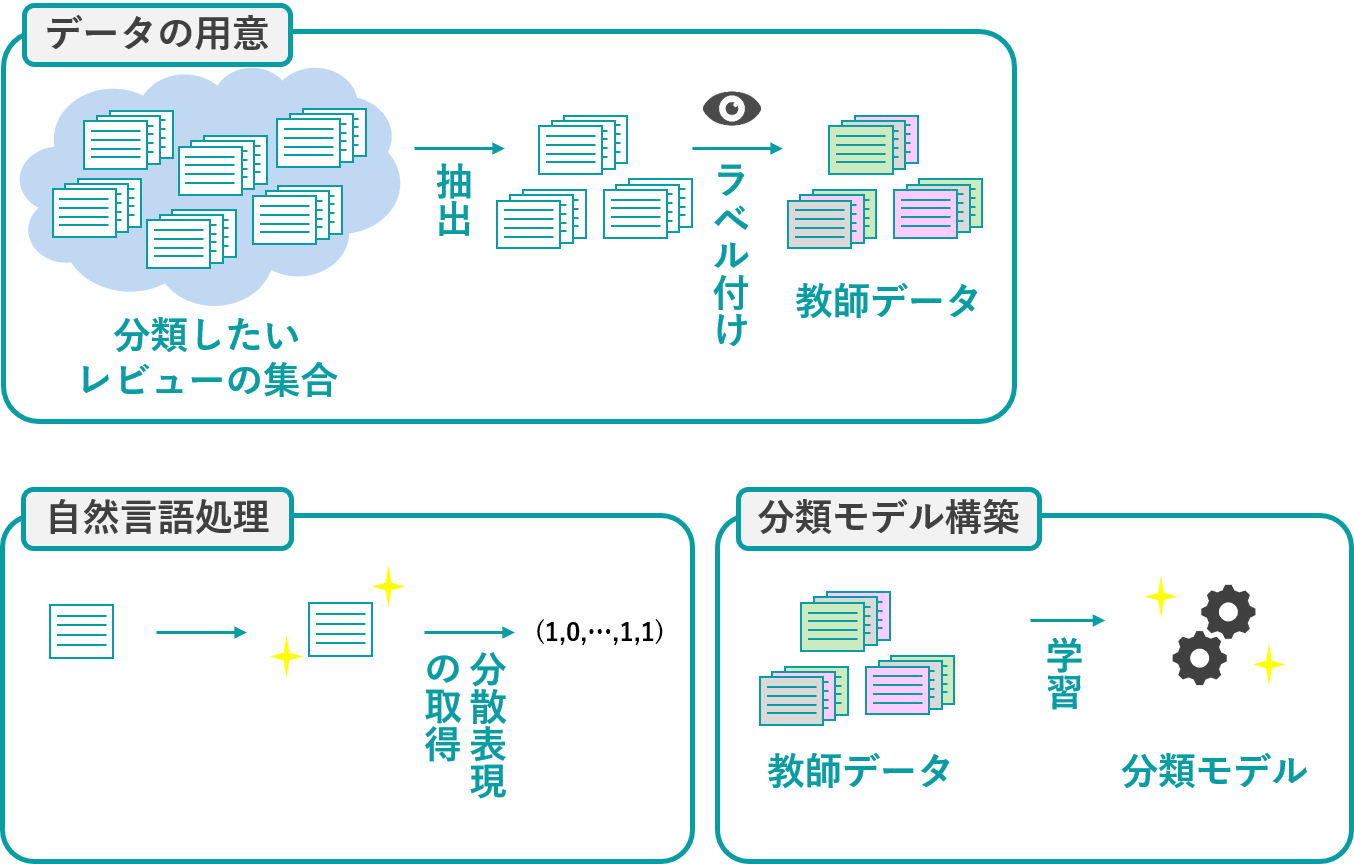 データの用意
分類したい
レビューの集合
抽出
ラベル付け
教師データ
自然言語処理
分散表現
の取得
(1,0,…,1,1)
分類モデル構築
教師データ
学習
分類モデル